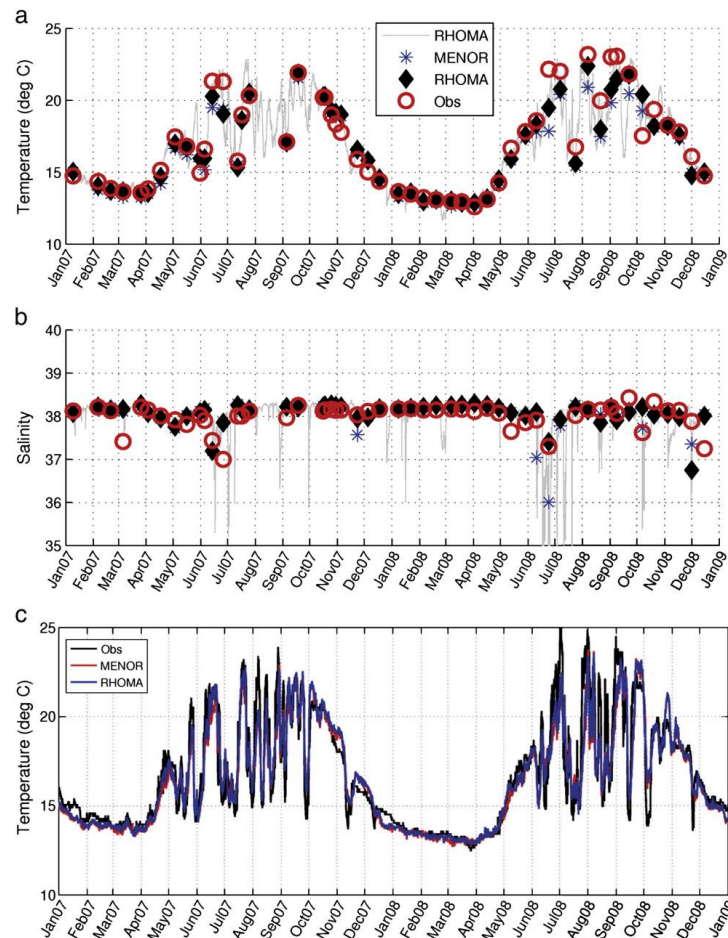 a
25
20
15
10
Temperature (deg C)
RHOMA
MENOR
RHOMA
Obs
Jan07
Feb07
Mar07
Apr07
May07
Jun07
Jul07
Aug07
Sep07
Oct07
Nov07
Dec07
Jan08
Feb08
Mar08
Apr08
May08
Jun08
Jul08
Aug08
Sep08
Oct08
Nov08
Dec08
Jan09
b
40
39
38
37
36
35
Salinity
Jan07
Feb07
Mar07
Apr07
May07
Jun07
Jul07
Aug07
Sep07
Oct07
Nov07
Dec07
Jan08
Feb08
Mar08
Apr08
May08
Jun08
Jul08
Aug08
Sep08
Oct08
Nov08
Dec08
Jan09
c
25
20
15
10
Temperature (deg C)
Obs
MENOR
RHOMA
Jan07
Feb07
Mar07
Apr07
May07
Jun07
Jul07
Aug07
Sep07
Oct07
Nov07
Dec07
Jan08
Feb08
Mar08
Apr08
May08
Jun08
Jul08
Aug08
Sep08
Oct08
Nov08
Dec08